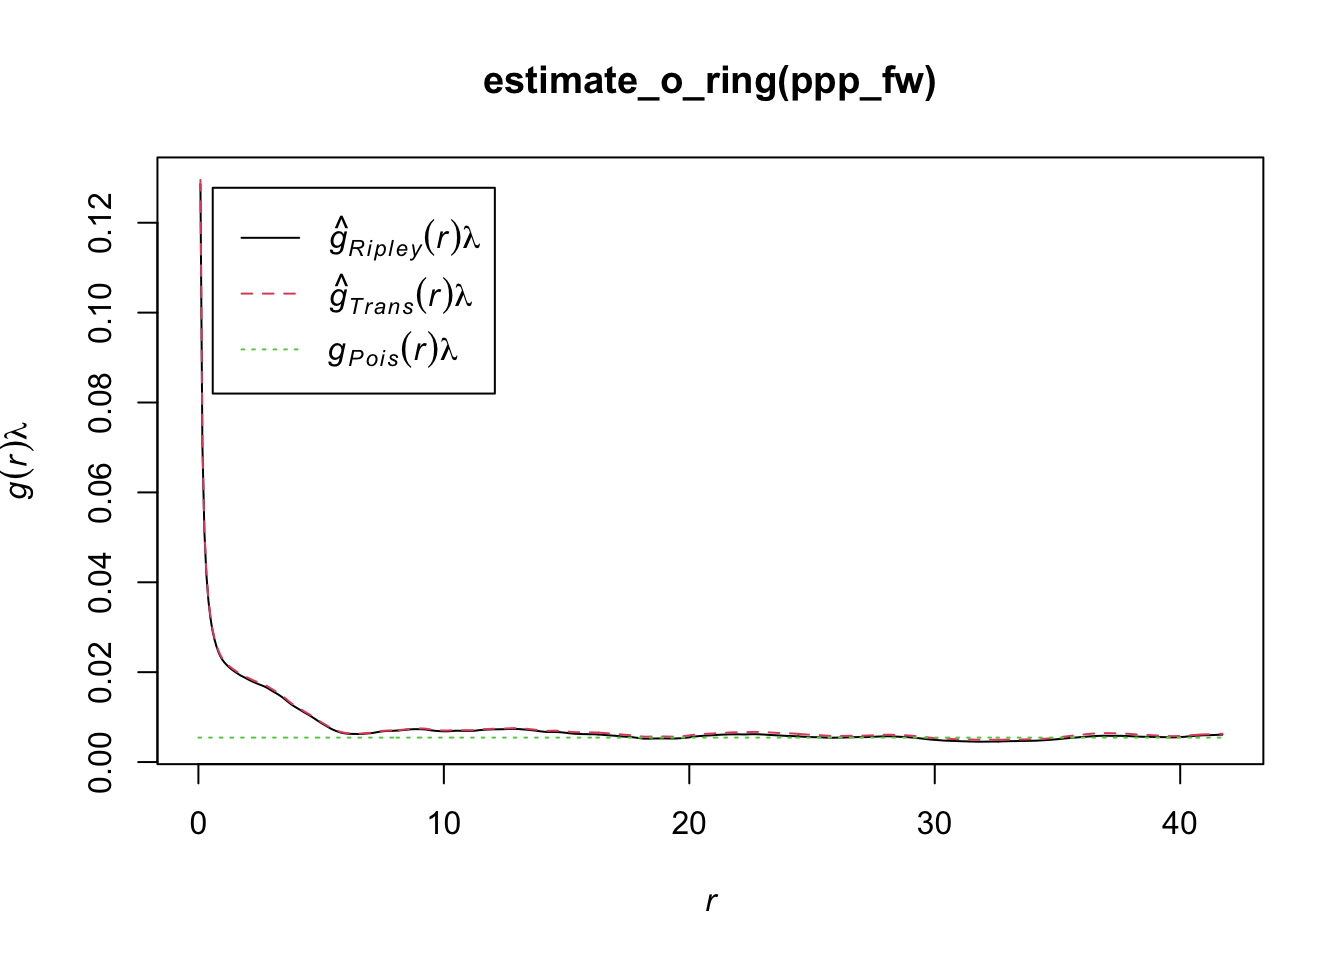 estimate_o_ring(ppp_fw)
ĝ_Ripley(r)λ
ĝ_Trans(r)λ
g_Pois(r)λ
g(r)λ
0.12
0.10
0.08
0.06
0.04
0.02
0.00
0 10 20 30 40
r